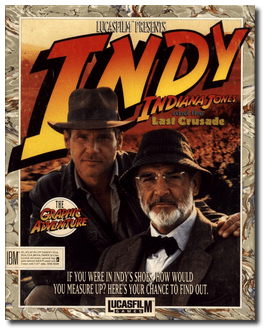 LUCASFILM PRESENTS
INDY
INDIANA JONES
and the
Last Crusade
THE
GRAPHIC
ADVENTURE
IBM
IF YOU WERE IN INDY'S SHOES, HOW WOULD
YOU MEASURE UP? HERE'S YOUR CHANCE TO FIND OUT.
LUCASFILM
GAMES